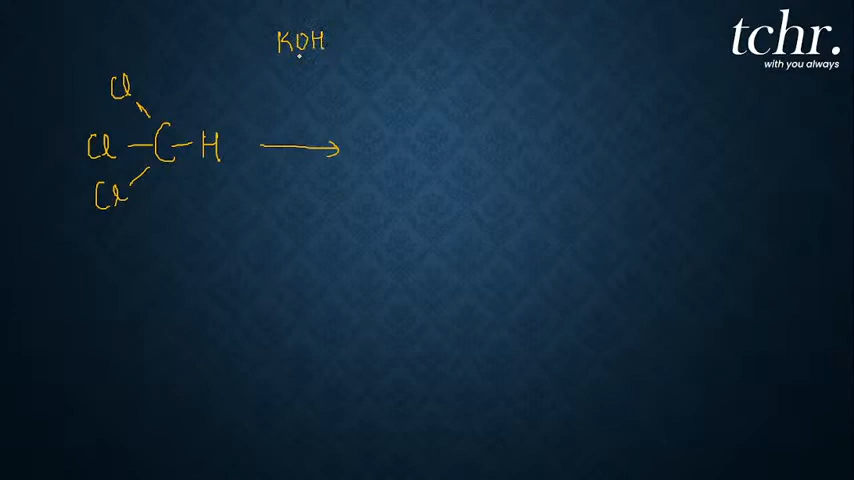 KOH
tchr.
with you always
Cl
Cl — C — H →
Cl